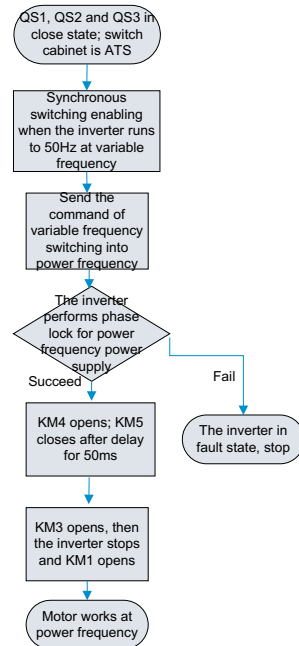 QS1, QS2 and QS3 in
close state; switch
cabinet is ATS
Synchronous
switching enabling
when the inverter runs
to 50Hz at variable
frequency
Send the
command of
variable frequency
switching into
power frequency
The inverter
performs phase
lock for power
frequency power
supply
Succeed
Fail
KM4 opens; KM5
closes after delay
for 50ms
The inverter in
fault state, stop
KM3 opens, then
the inverter stops
and KM1 opens
Motor works at
power frequency